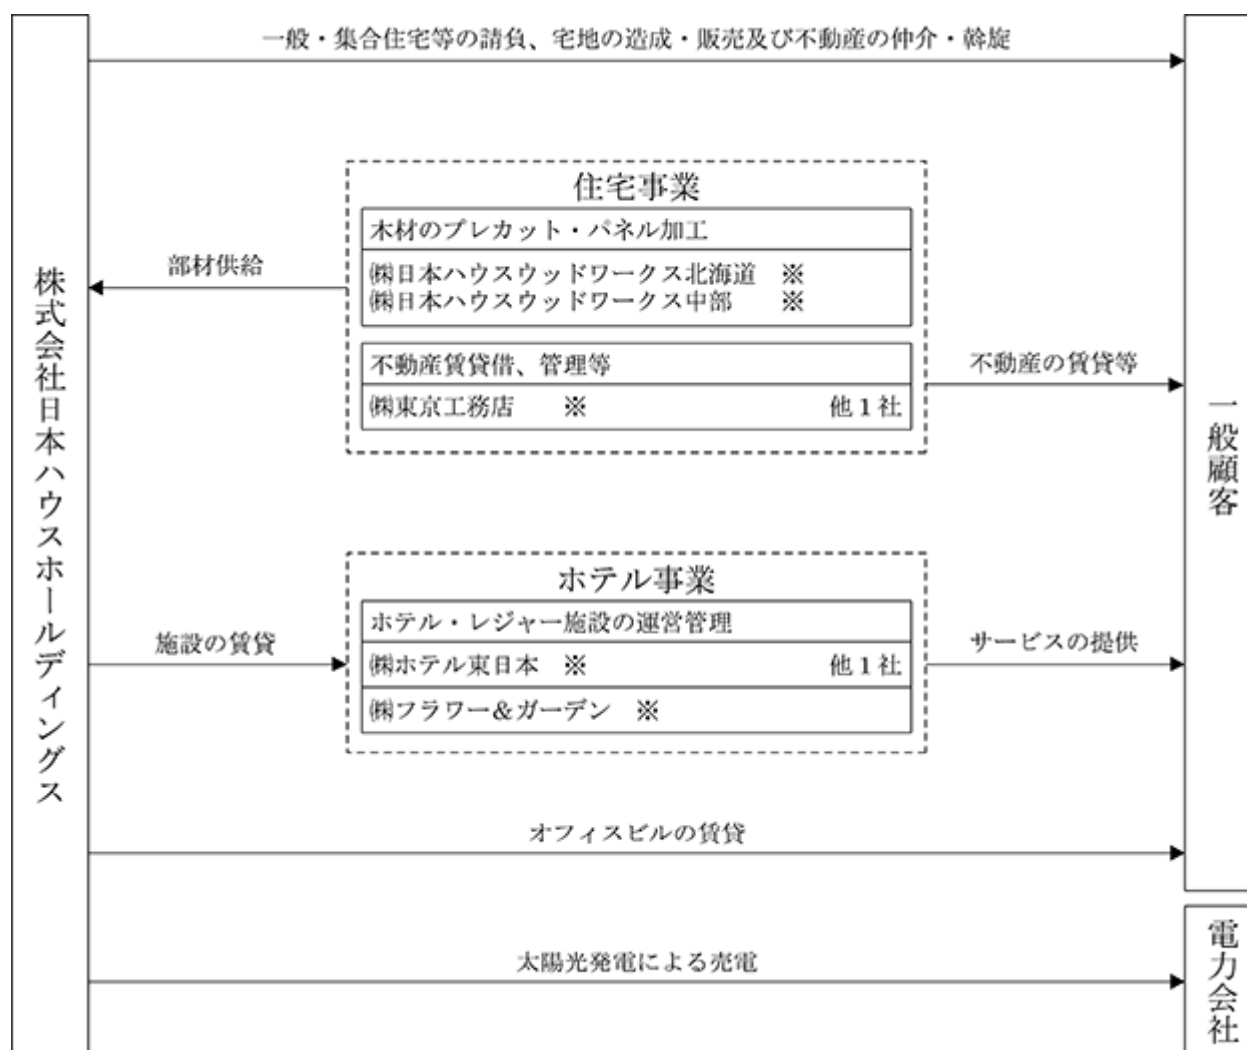 一般・集合住宅等の請負、宅地の造成・販売及び不動産の仲介・斡旋
株式会社日本ハウスホールディングス
住宅事業
木材のプレカット・パネル加工
㈱日本ハウスウッドワークス北海道 ※
㈱日本ハウスウッドワークス中部 ※
部材供給
不動産賃貸借、管理等
㈱東京工務店 ※ 他1社
不動産の賃貸等
一般顧客
ホテル事業
ホテル・レジャー施設の運営管理
㈱ホテル東日本 ※ 他1社
㈱フラワー&ガーデン ※
施設の賃貸
サービスの提供
オフィスビルの賃貸
太陽光発電による売電
電力会社